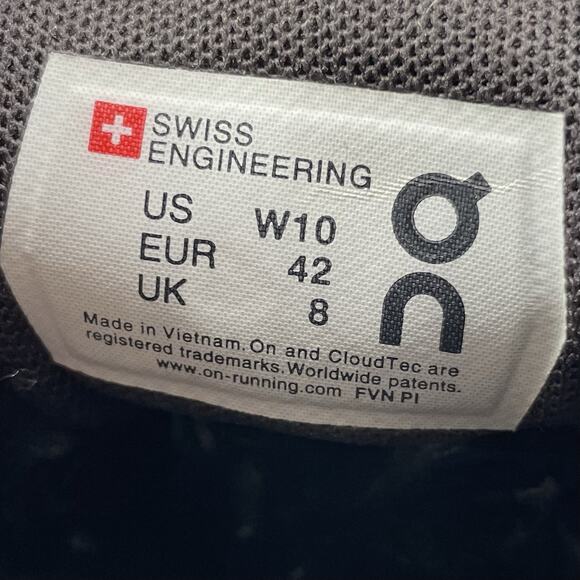 SWISS
ENGINEERING
US W10
EUR 42
UK 8
Made in Vietnam.On and CloudTec are
registered trademarks.Worldwide patents.
www.on-running.com FVN PI
On